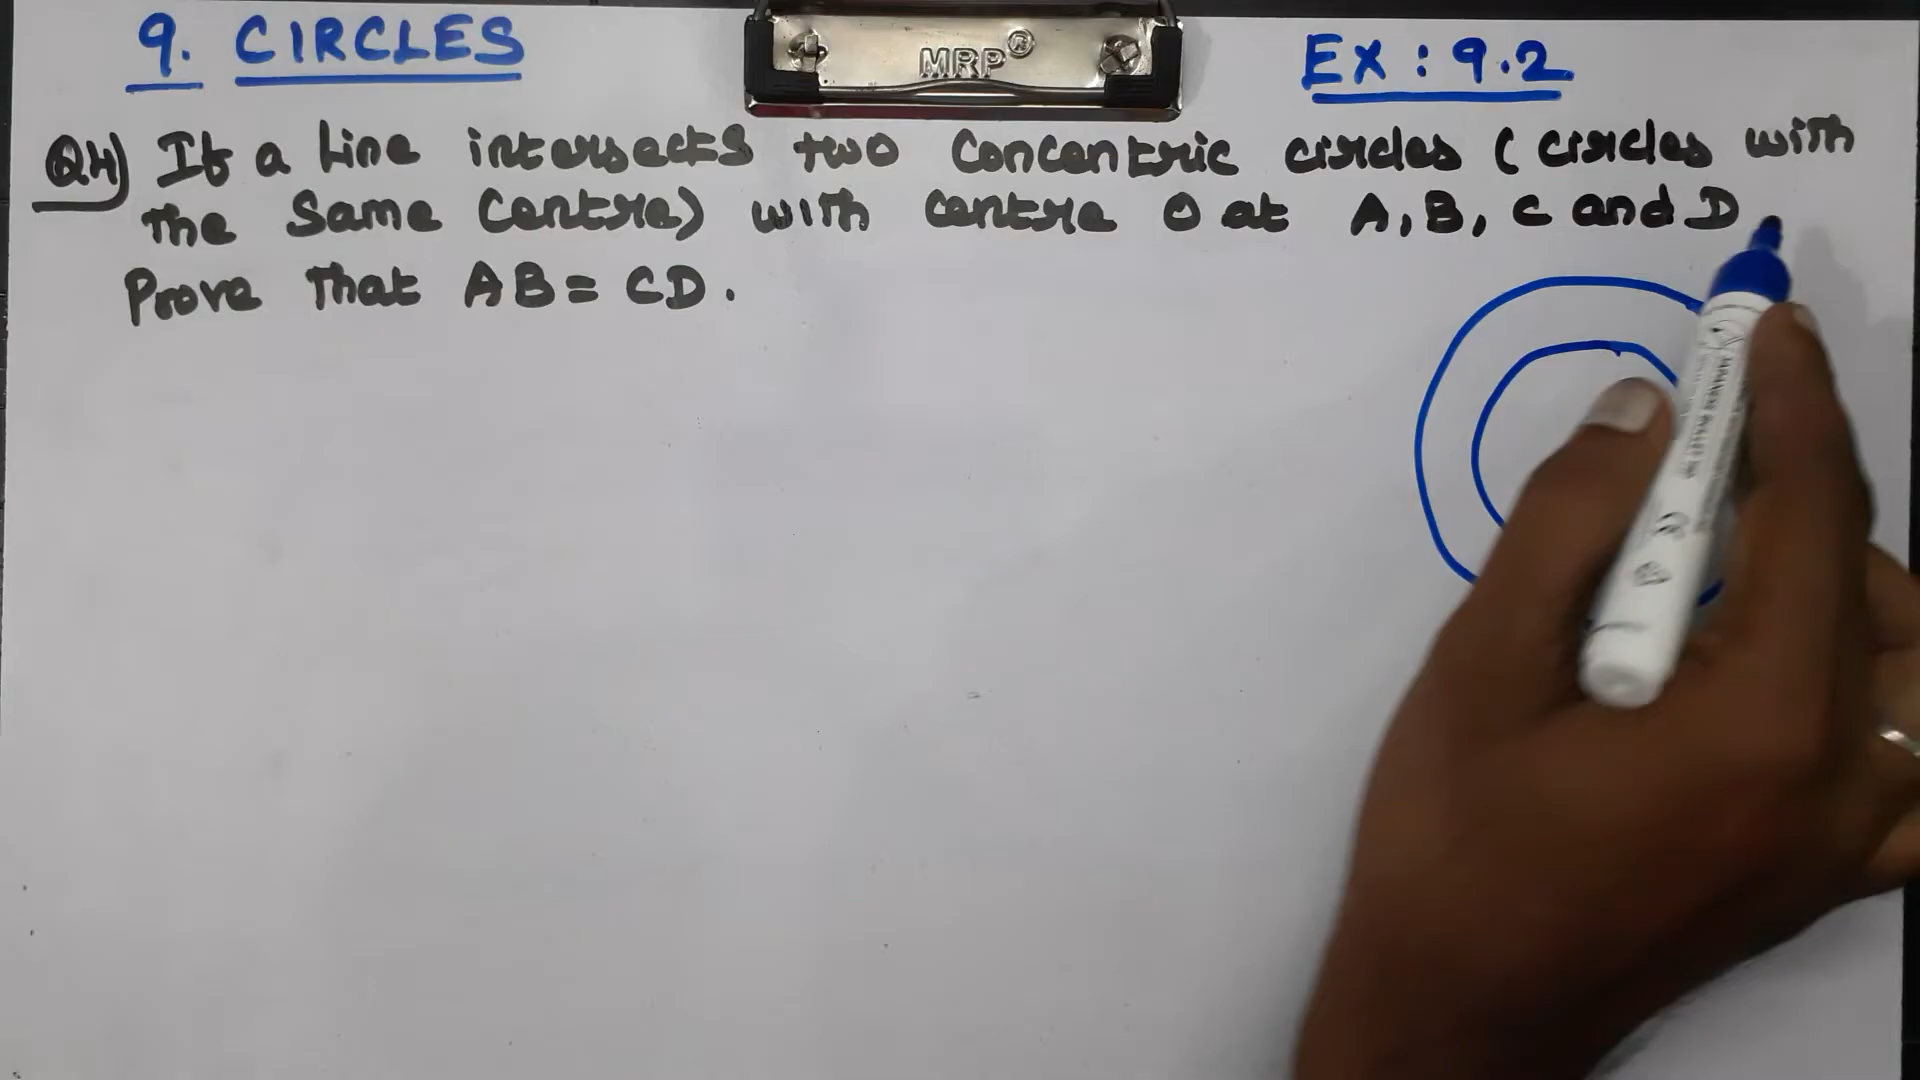 9. CIRCLES
MRP®
EX : 9.2
Q4) If a line intersects two concentric circles (circles with
the same centre) with centre O at A, B, C and D,
Prove that AB = CD.